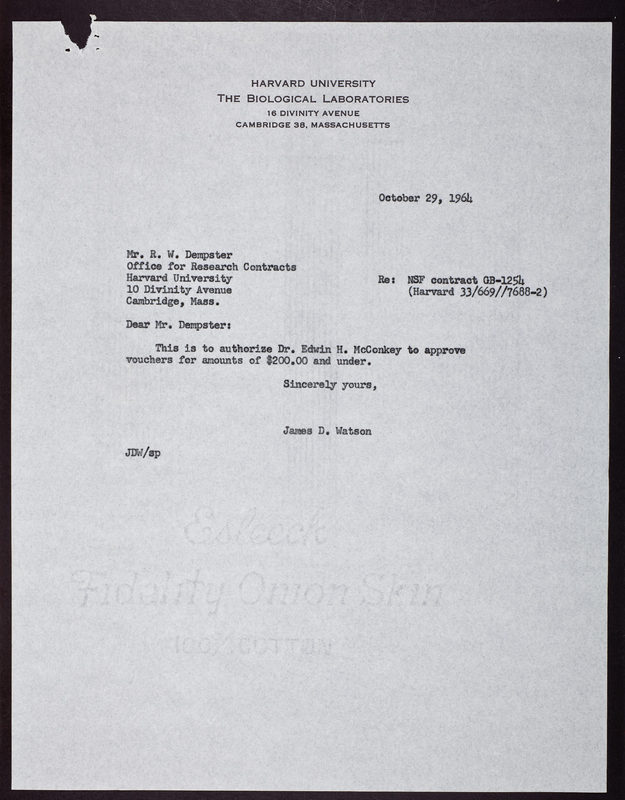 HARVARD UNIVERSITY
THE BIOLOGICAL LABORATORIES
16 DIVINITY AVENUE
CAMBRIDGE 38, MASSACHUSETTS
October 29, 1964
Mr. R. W. Dempster
Office for Research Contracts
Harvard University
10 Divinity Avenue
Cambridge, Mass.
Re: NSF contract GB-1254
(Harvard 33/669//7688-2)
Dear Mr. Dempster:
This is to authorize Dr. Edwin H. McConkey to approve
vouchers for amounts of $200.00 and under.
Sincerely yours,
James D. Watson
JDW/sp
Esleeck
Fidelity Onion Skin
100% COTTON